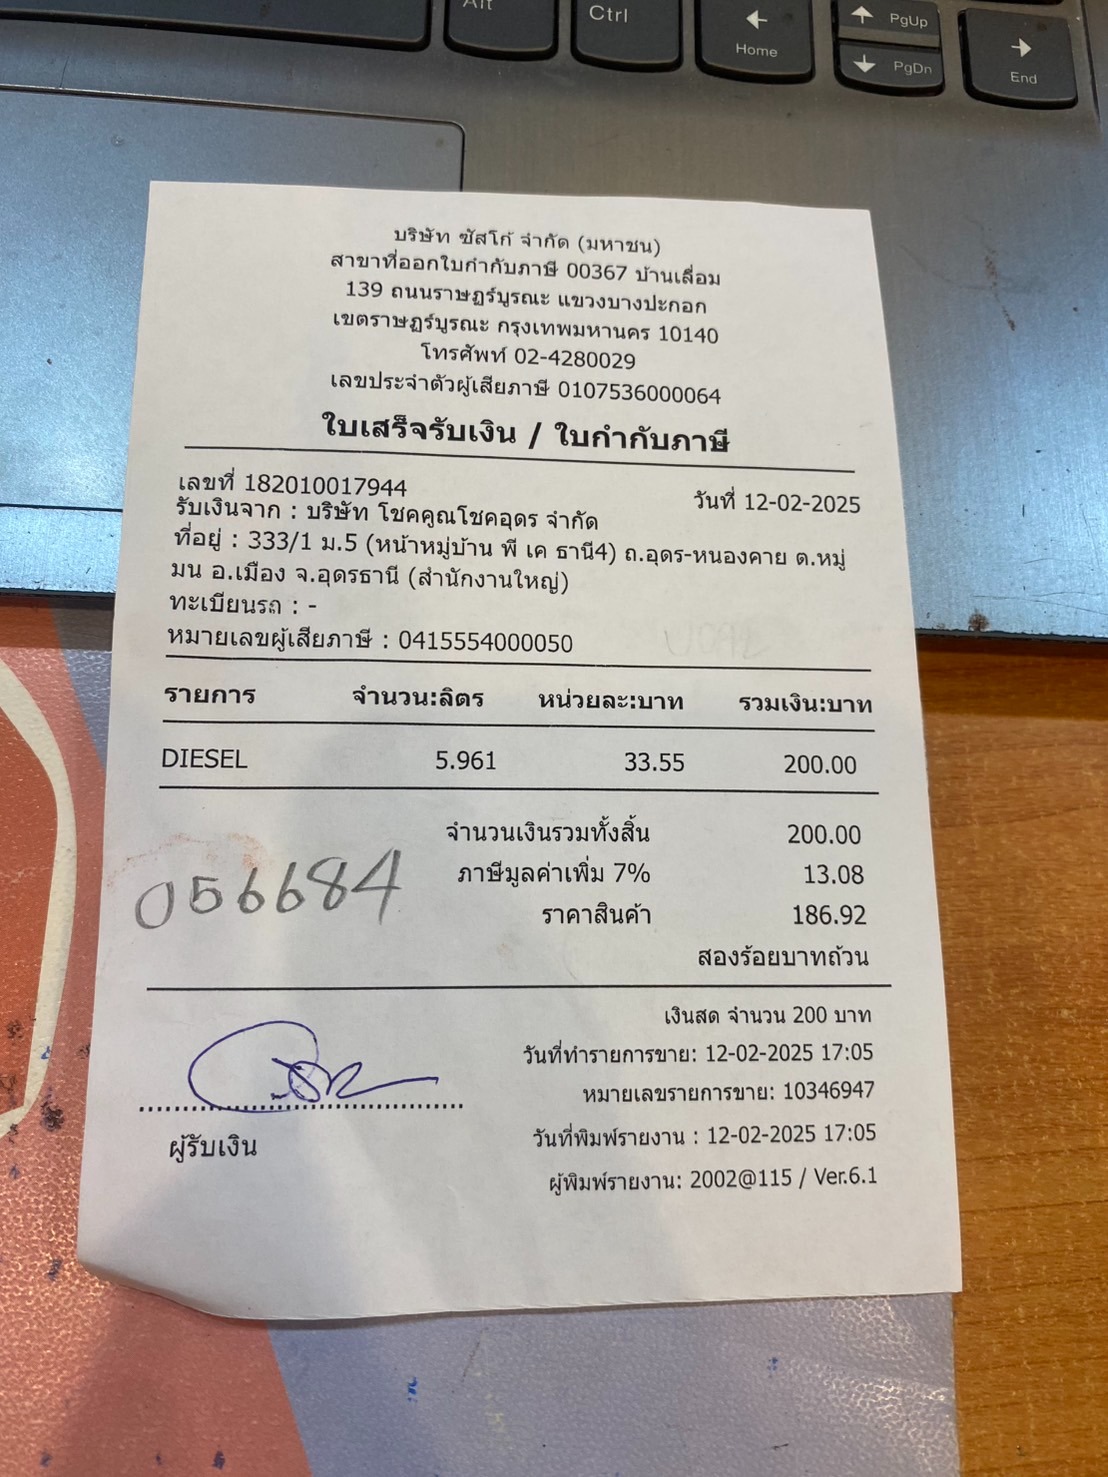 Alt
Ctrl
Home
PgUp
PgDn
End
บริษัท ซัสโก้ จำกัด (มหาชน)
สาขาที่ออกใบกำกับภาษี 00367 บ้านเลื่อม
139 ถนนราษฎร์บูรณะ แขวงบางปะกอก
เขตราษฎร์บูรณะ กรุงเทพมหานคร 10140
โทรศัพท์ 02-4280029
เลขประจำตัวผู้เสียภาษี 0107536000064
ใบเสร็จรับเงิน / ใบกำกับภาษี
เลขที่ 182010017944 วันที่ 12-02-2025
รับเงินจาก : บริษัท โชคคูณโชคอุดร จำกัด
ที่อยู่ : 333/1 ม.5 (หน้าหมู่บ้าน พี เค ธานี4) ถ.อุดร-หนองคาย ต.หมู่
มน อ.เมือง จ.อุดรธานี (สำนักงานใหญ่)
ทะเบียนรถ : -
หมายเลขผู้เสียภาษี : 0415554000050
รายการ จำนวน:ลิตร หน่วยละ:บาท รวมเงิน:บาท
DIESEL 5.961 33.55 200.00
จำนวนเงินรวมทั้งสิ้น 200.00
ภาษีมูลค่าเพิ่ม 7% 13.08
056684
ราคาสินค้า 186.92
สองร้อยบาทถ้วน
เงินสด จำนวน 200 บาท
วันที่ทำรายการขาย: 12-02-2025 17:05
หมายเลขรายการขาย: 10346947
วันที่พิมพ์รายงาน : 12-02-2025 17:05
ผู้รับเงิน
ผู้พิมพ์รายงาน: 2002@115 / Ver.6.1